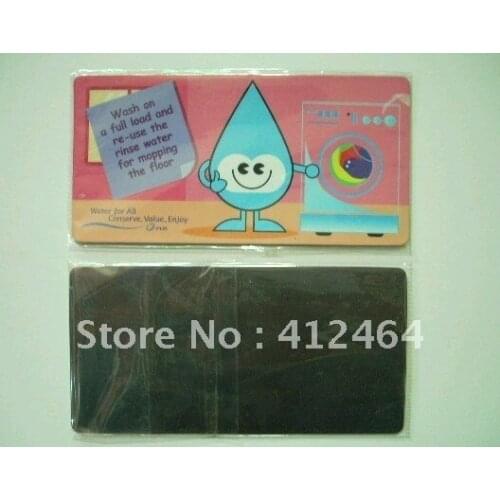 Wash on
a full load and
re-use the
rinse water
for mopping
the floor
Water for All
Conserve, Value, Enjoy
Store No : 412464